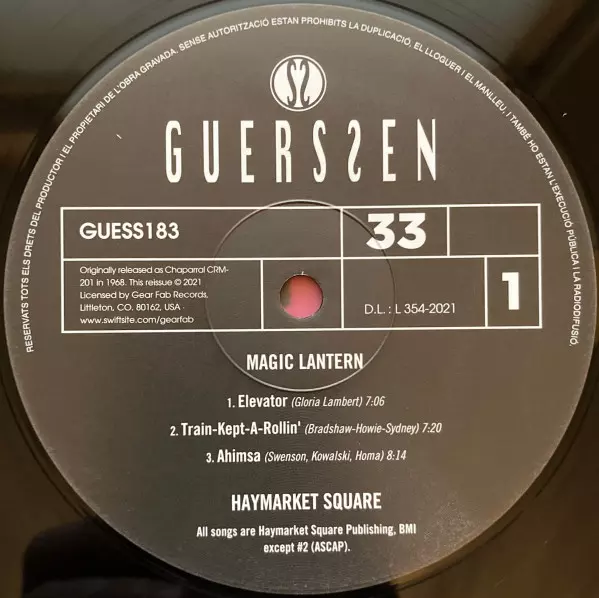 RESERVATS TOTS ELS DRETS DEL PRODUCTOR I EL PROPIETARI DE L'OBRA GRAVADA. SENSE AUTORITZACIÓ ESTAN PROHIBITS LA DUPLICACIÓ, EL LLOGUER I EL MANLLEU, I TAMBÉ HO ESTAN L'EXECUCIÓ PÚBLICA I LA RADIODIFUSIÓ.
GUERSSEN
GUESS183
33
Originally released as Chaparral CRM-
201 in 1968. This reissue © 2021
Licensed by Gear Fab Records,
Littleton, CO. 80162, USA
www.swiftsite.com/gearfab
D.L. : L 354-2021
1
MAGIC LANTERN
1. Elevator (Gloria Lambert) 7:06
2. Train-Kept-A-Rollin' (Bradshaw-Howie-Sydney) 7:20
3. Ahimsa (Swenson, Kowalski, Homa) 8:14
HAYMARKET SQUARE
All songs are Haymarket Square Publishing, BMI
except #2 (ASCAP).